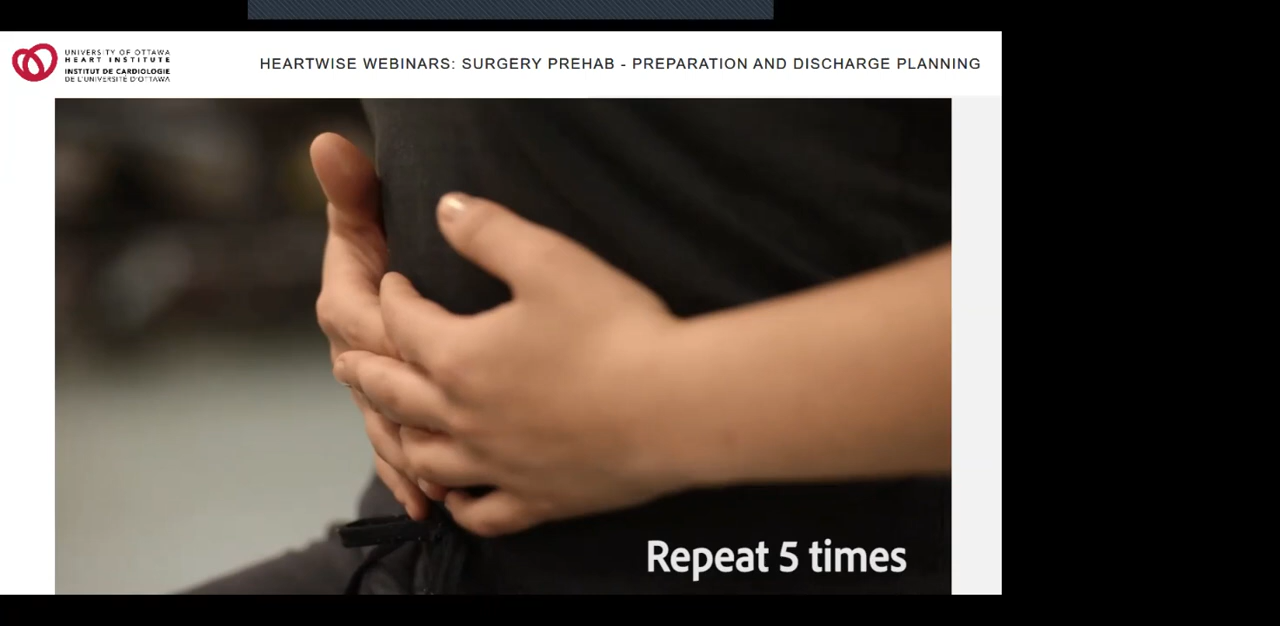 UNIVERSITY OF OTTAWA
HEART INSTITUTE
INSTITUT DE CARDIOLOGIE
DE L'UNIVERSITÉ D'OTTAWA
HEARTWISE WEBINARS: SURGERY PREHAB - PREPARATION AND DISCHARGE PLANNING
Repeat 5 times